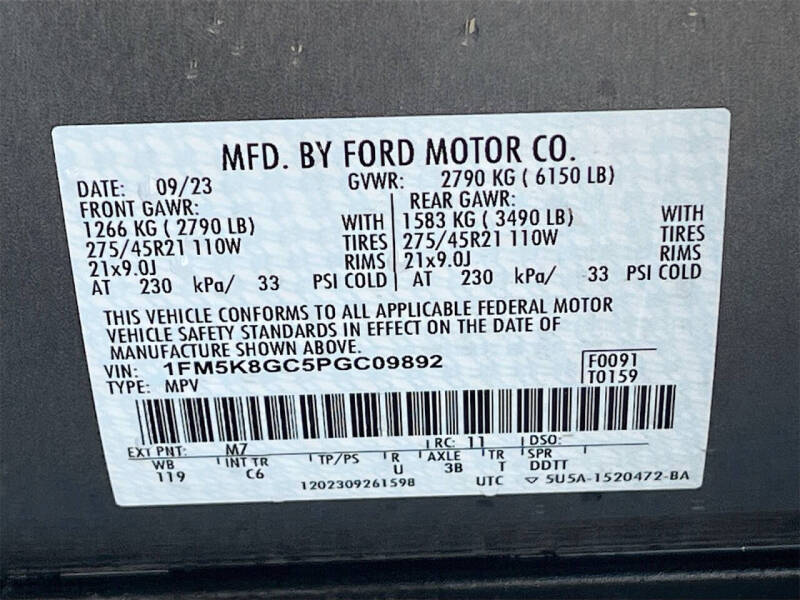 MFD. BY FORD MOTOR CO.
DATE: 09/23 GVWR: 2790 KG ( 6150 LB)
FRONT GAWR: REAR GAWR:
1266 KG ( 2790 LB) WITH 1583 KG ( 3490 LB) WITH
275/45R21 110W TIRES 275/45R21 110W TIRES
21x9.0J RIMS 21x9.0J RIMS
AT 230 kPa/ 33 PSI COLD AT 230 kPa/ 33 PSI COLD
THIS VEHICLE CONFORMS TO ALL APPLICABLE FEDERAL MOTOR
VEHICLE SAFETY STANDARDS IN EFFECT ON THE DATE OF
MANUFACTURE SHOWN ABOVE.
VIN: 1FM5K8GC5PGC09892 F0091
TYPE: MPV T0159
EXT PNT: M7 RC: 11 DSO:
WB INT TR TP/PS R AXLE TR SPR
119 C6 U 3B T DDTT
1202309261598 UTC ▽ 5U5A-1520472-BA